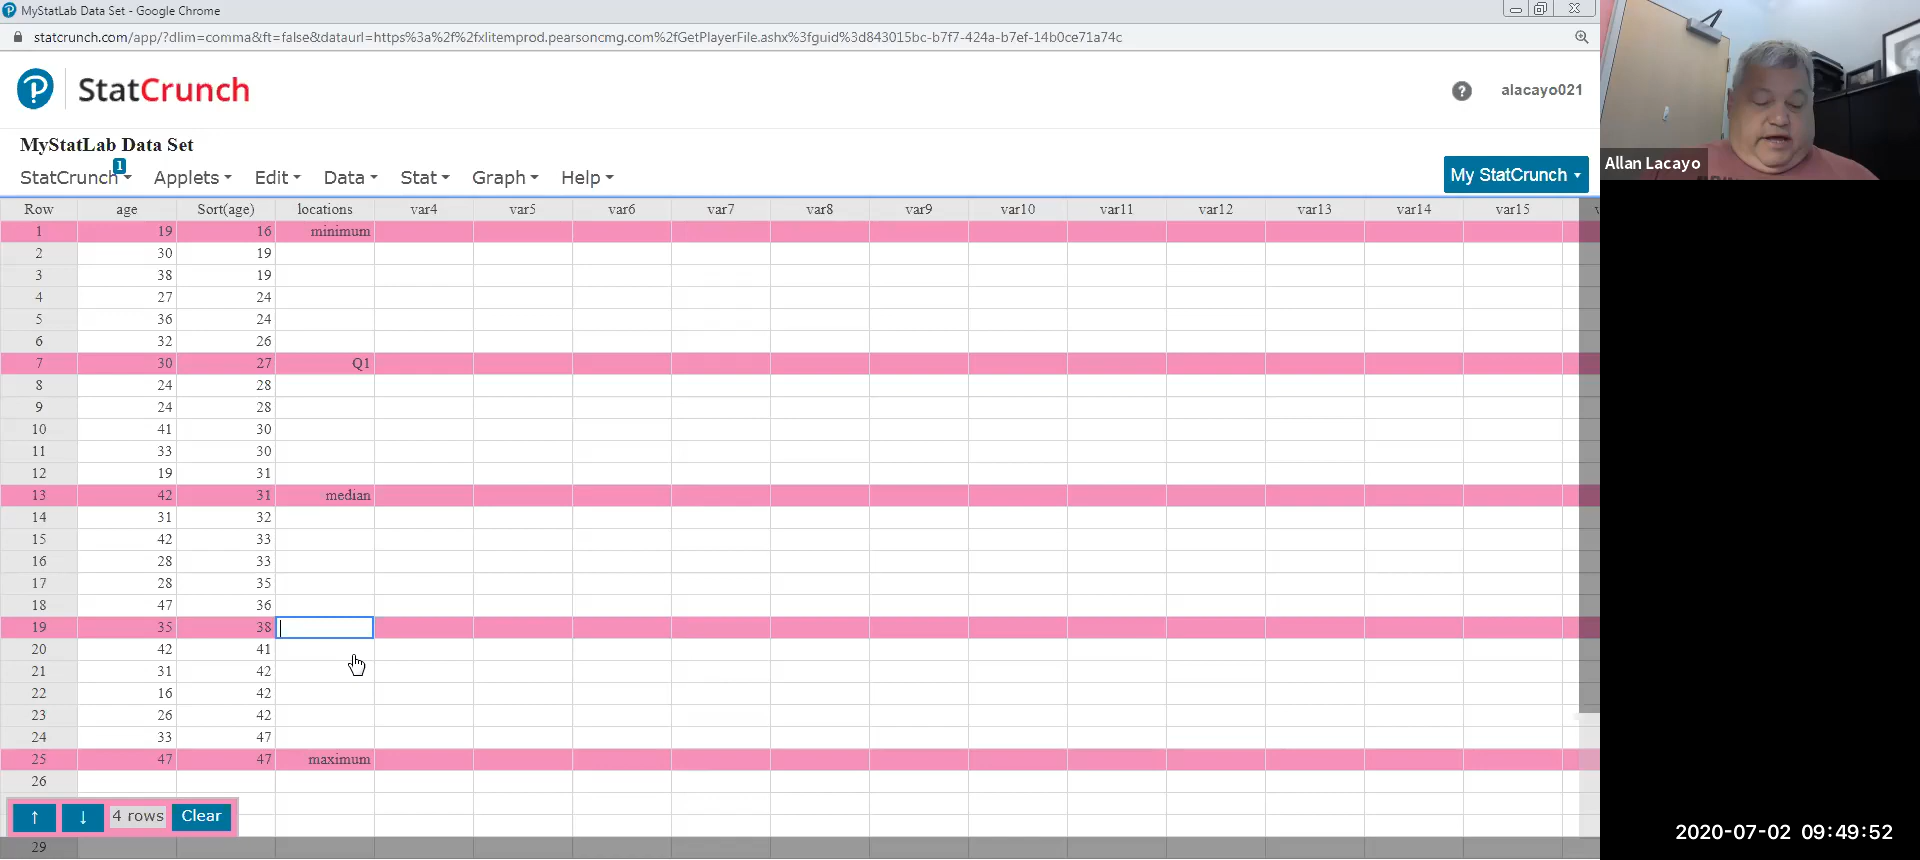 MyStatLab Data Set - Google Chrome
statcrunch.com/app/?dlim=comma&ft=false&dataurl=https%3a%2f%2fxlitemprod.pearsoncmg.com%2fGetPlayerFile.ashx%3fguid%3d843015bc-b7f7-424a-b7ef-14b0ce71a74c
P StatCrunch
? alacayo021
MyStatLab Data Set
1
StatCrunch Applets Edit Data Stat Graph Help My StatCrunch
Allan Lacayo
Row age Sort(age) locations var4 var5 var6 var7 var8 var9 var10 var11 var12 var13 var14 var15 v
1 19 16 minimum
2 30 19
3 38 19
4 27 24
5 36 24
6 32 26
7 30 27 Q1
8 24 28
9 24 28
10 41 30
11 33 30
12 19 31
13 42 31 median
14 31 32
15 42 33
16 28 33
17 28 35
18 47 36
19 35 38
20 42 41
21 31 42
22 16 42
23 26 42
24 33 47
25 47 47 maximum
26
↑ ↓ 4 rows Clear
29
2020-07-02 09:49:52